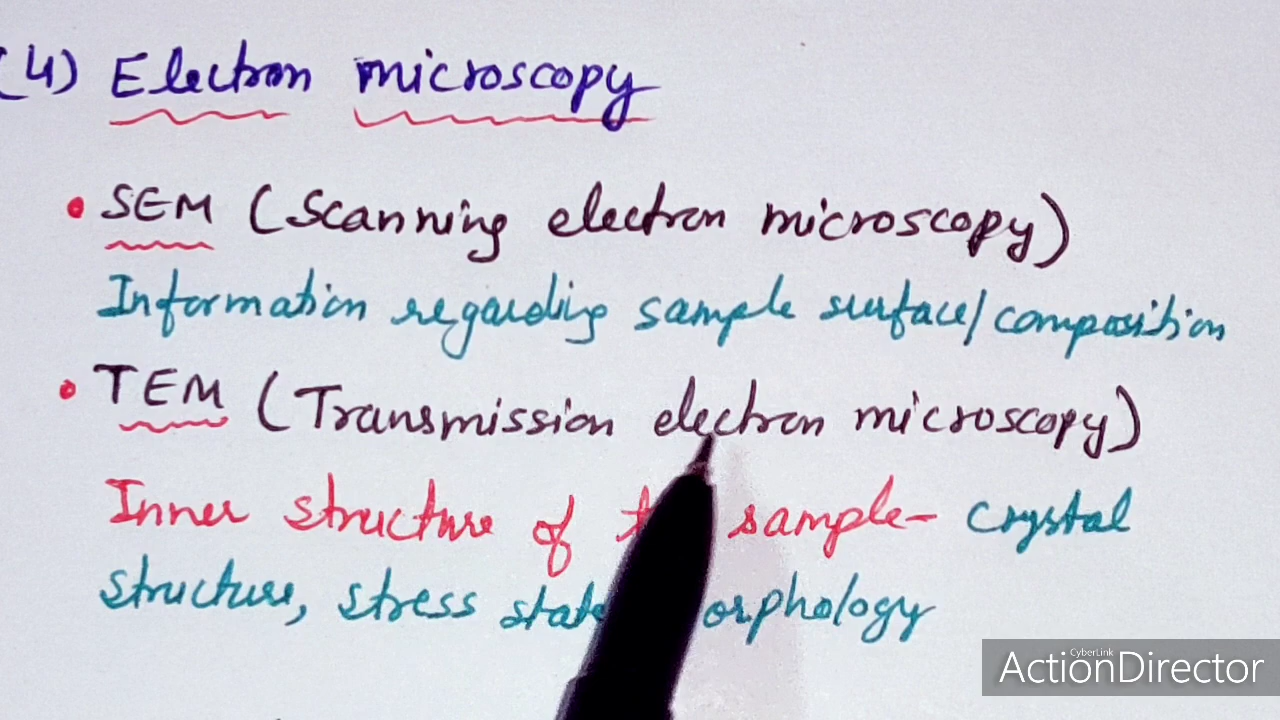 (4) Electron microscopy
• SEM (Scanning electron microscopy)
Information regarding sample surface/composition
• TEM (Transmission electron microscopy)
Inner structure of sample- crystal
structure, stress
CyberLink
ActionDirector